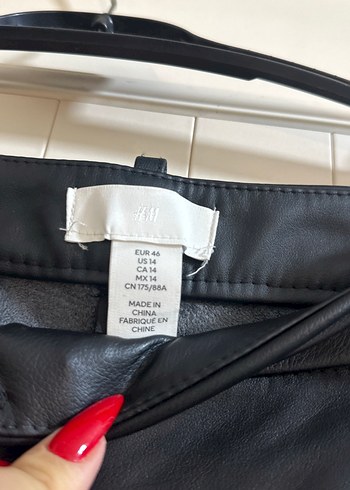 H&M
EUR 46
US 14
CA 14
MX 14
CN 175/88A
MADE IN
CHINA
FABRIQUÉ EN
CHINE